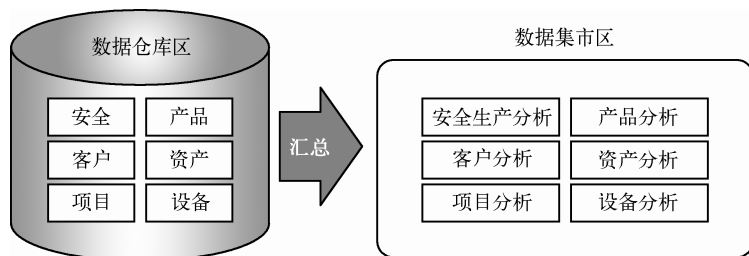 数据仓库区
安全 产品
客户 资产
项目 设备
汇总
数据集市区
安全生产分析 产品分析
客户分析 资产分析
项目分析 设备分析